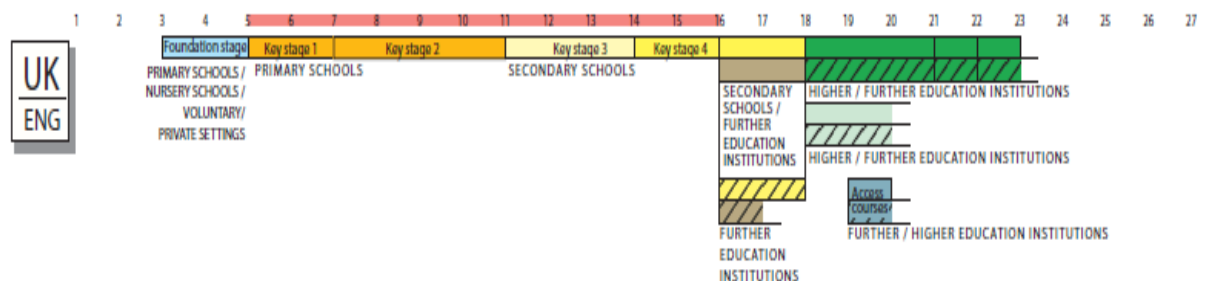 1 2 3 4 5 6 7 8 9 10 11 12 13 14 15 16 17 18 19 20 21 22 23 24 25 26 27
UK
ENG
Foundation stage
Key stage 1
Key stage 2
Key stage 3
Key stage 4
PRIMARY SCHOOLS /
NURSERY SCHOOLS /
VOLUNTARY/
PRIVATE SETTINGS
PRIMARY SCHOOLS
SECONDARY SCHOOLS
SECONDARY
SCHOOLS /
FURTHER
EDUCATION
INSTITUTIONS
HIGHER / FURTHER EDUCATION INSTITUTIONS
HIGHER / FURTHER EDUCATION INSTITUTIONS
Access
courses
FURTHER / HIGHER EDUCATION INSTITUTIONS
FURTHER
EDUCATION
INSTITUTIONS